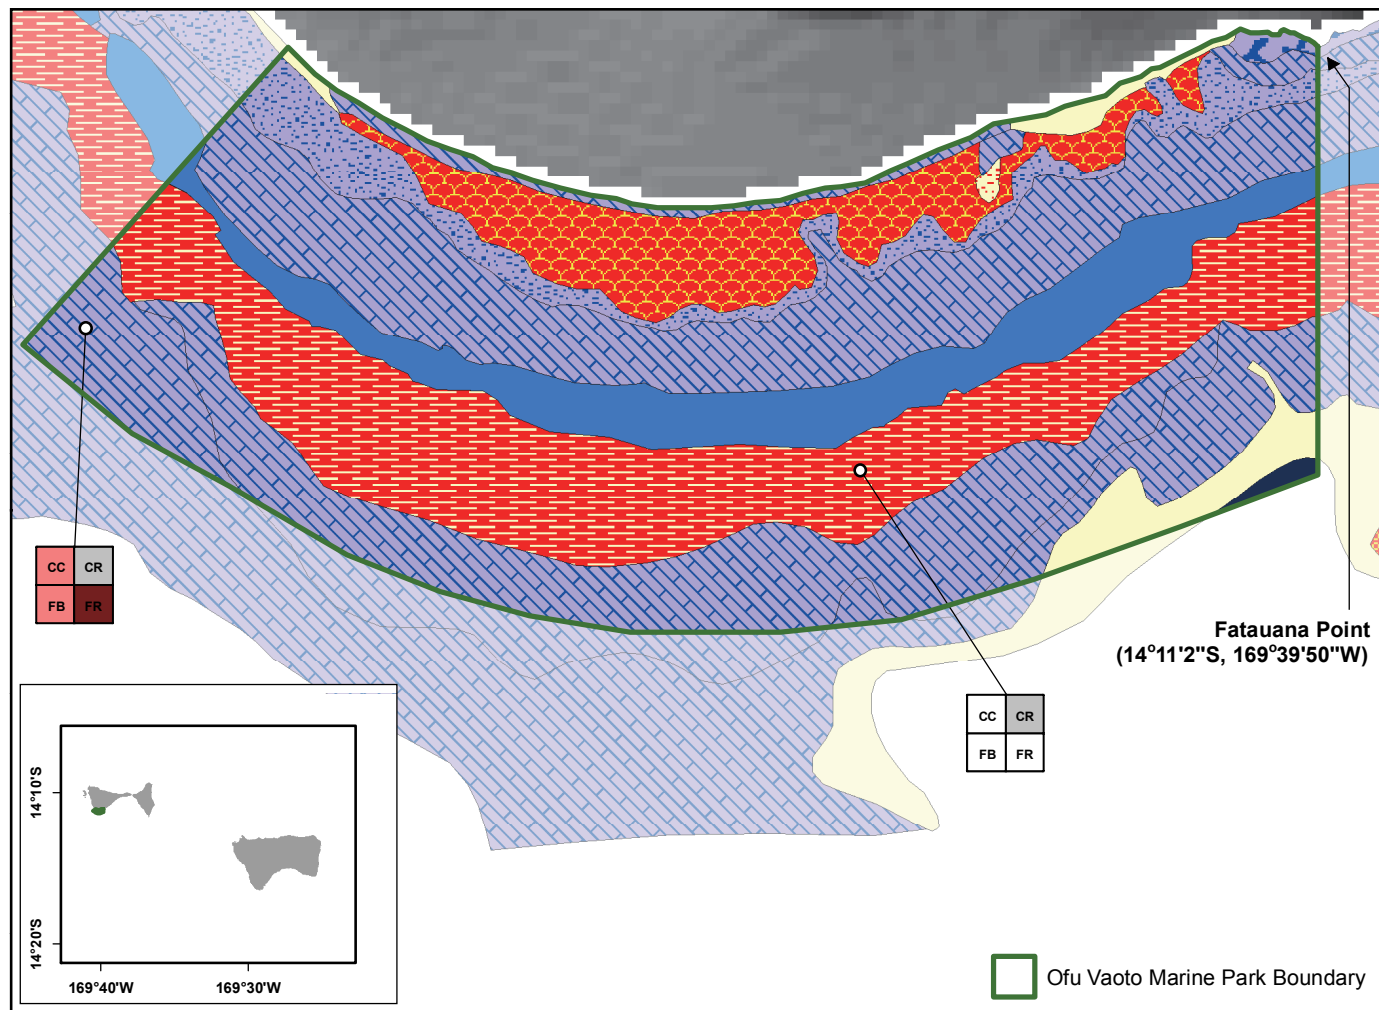 CC CR
FB FR
Fatauana Point
(14°11'2"S, 169°39'50"W)
CC CR
FB FR
14°10'S
14°20'S
169°40'W 169°30'W
Ofu Vaoto Marine Park Boundary